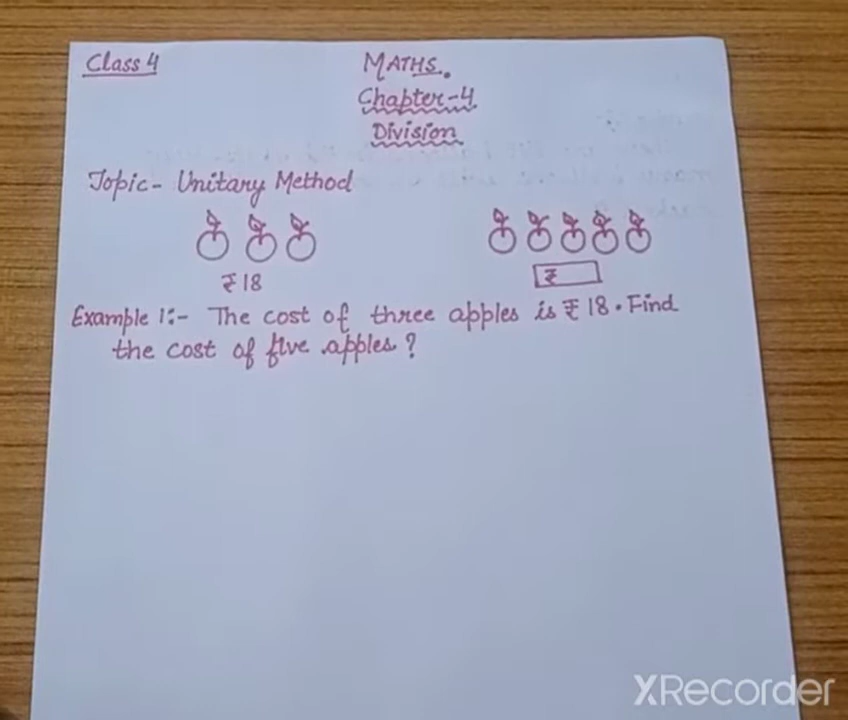 Class 4
MATHS.
Chapter-4
Division
Topic- Unitary Method
₹18
₹
Example 1:- The cost of three apples is ₹ 18. Find
the cost of five apples?
XRecorder